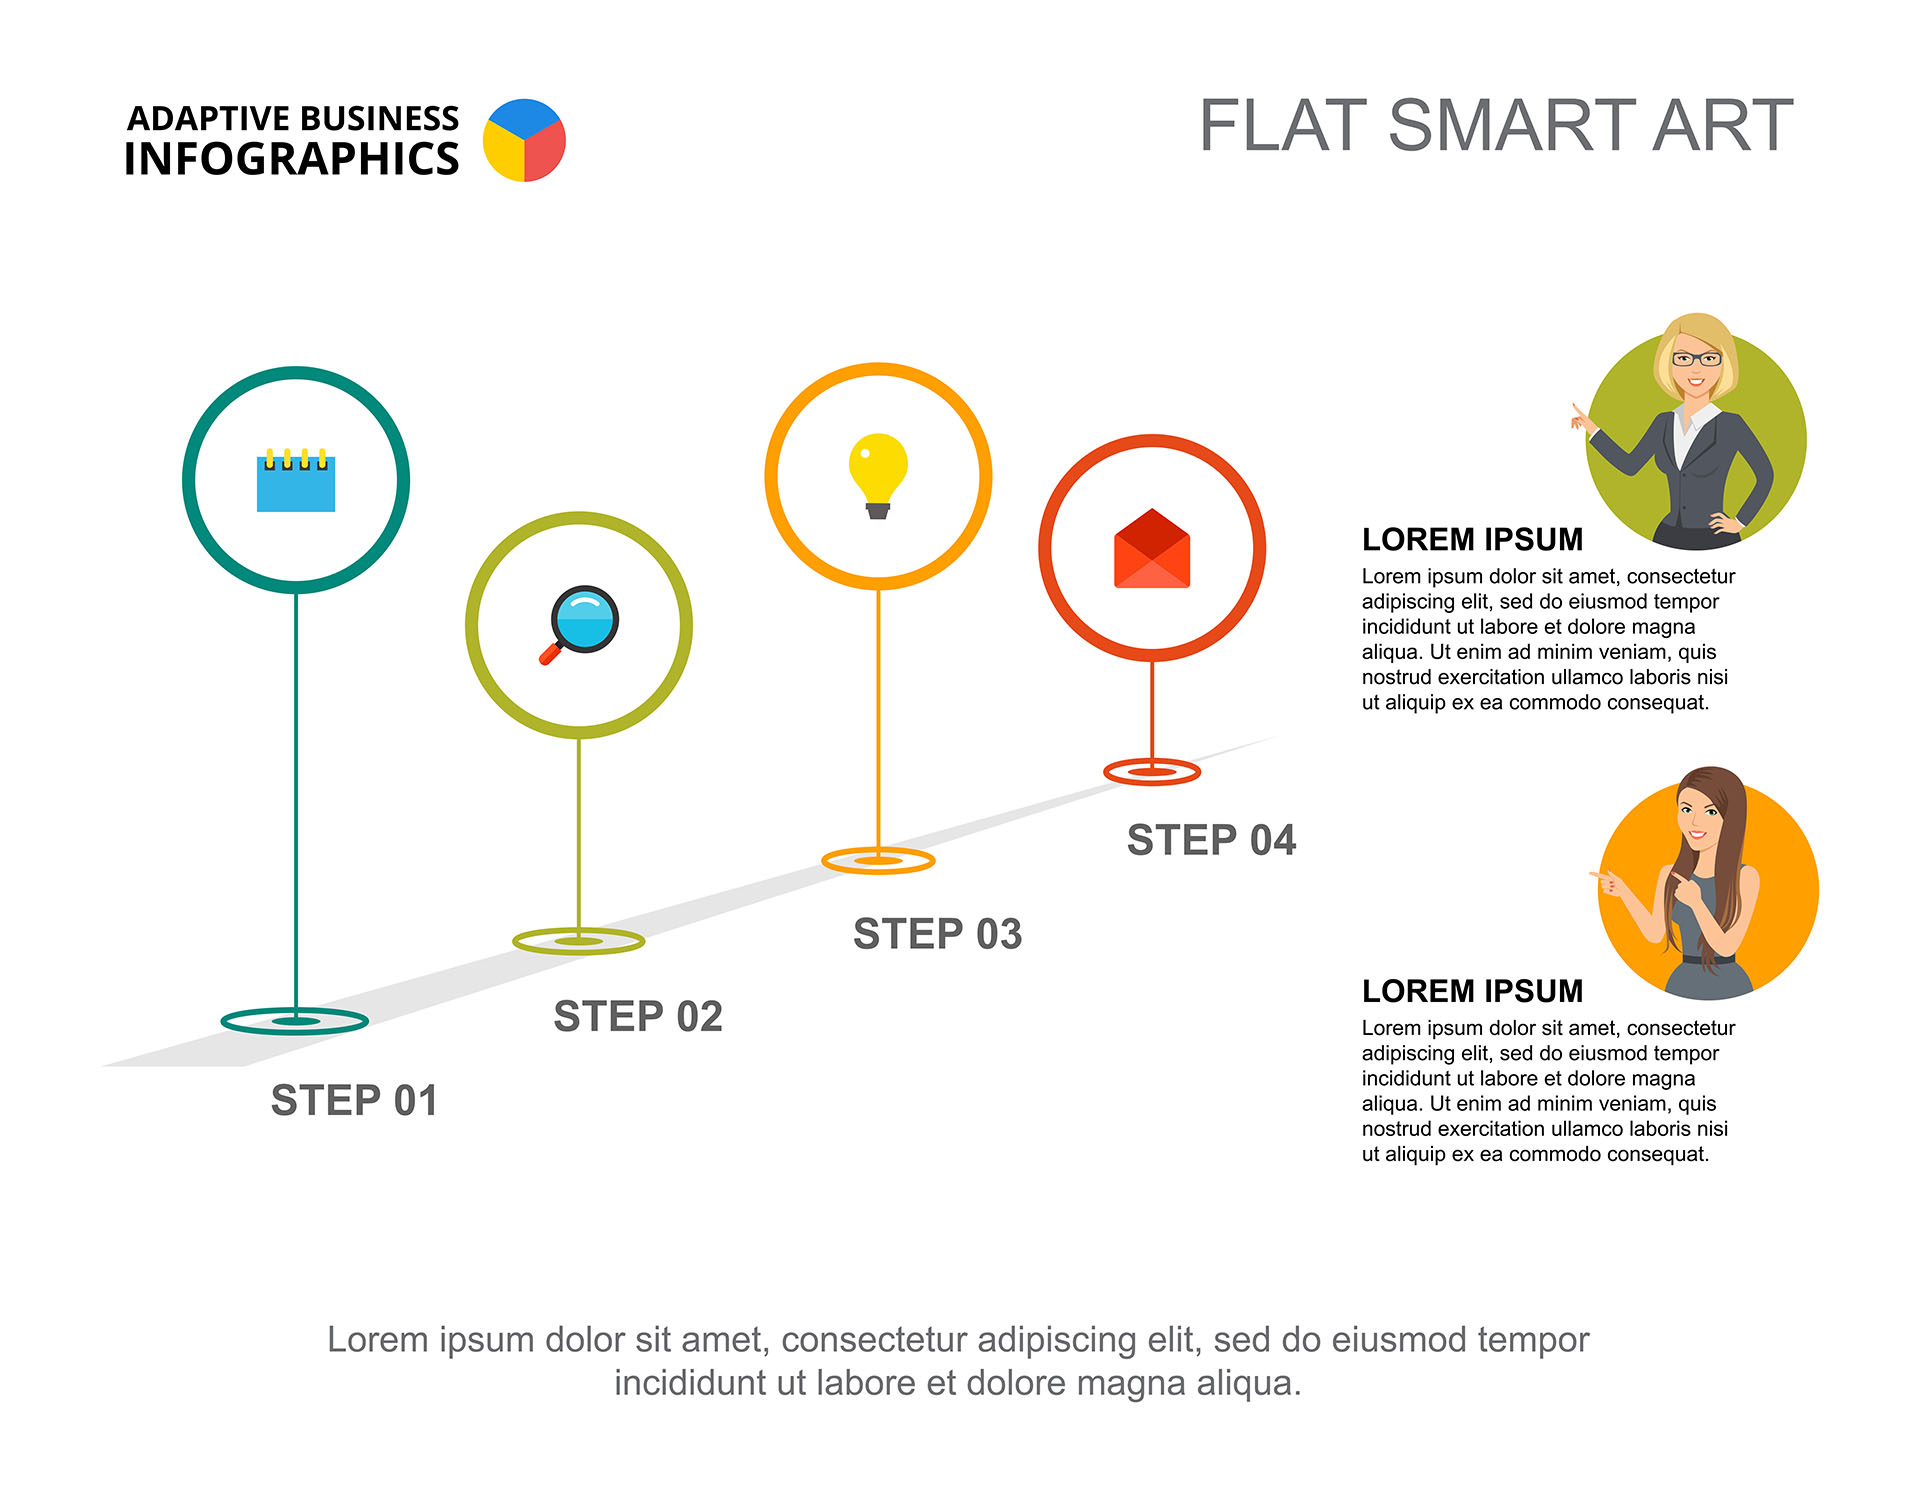 ADAPTIVE BUSINESS
INFOGRAPHICS
FLAT SMART ART
STEP 01
STEP 02
STEP 03
STEP 04
LOREM IPSUM
Lorem ipsum dolor sit amet, consectetur
adipiscing elit, sed do eiusmod tempor
incididunt ut labore et dolore magna
aliqua. Ut enim ad minim veniam, quis
nostrud exercitation ullamco laboris nisi
ut aliquip ex ea commodo consequat.
LOREM IPSUM
Lorem ipsum dolor sit amet, consectetur
adipiscing elit, sed do eiusmod tempor
incididunt ut labore et dolore magna
aliqua. Ut enim ad minim veniam, quis
nostrud exercitation ullamco laboris nisi
ut aliquip ex ea commodo consequat.
Lorem ipsum dolor sit amet, consectetur adipiscing elit, sed do eiusmod tempor
incididunt ut labore et dolore magna aliqua.